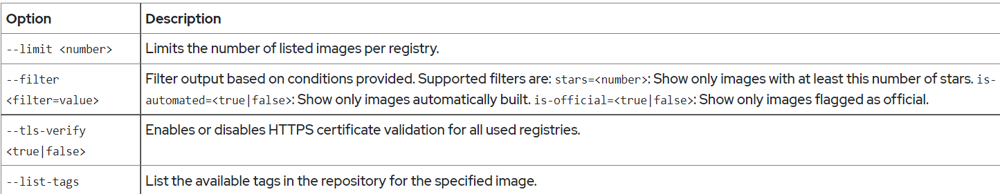 Option Description
--limit <number> Limits the number of listed images per registry.
--filter Filter output based on conditions provided. Supported filters are: stars=<number>: Show only images with at least this number of stars. is-
<filter=value> automated=<true|false>: Show only images automatically built. is-official=<true|false>: Show only images flagged as official.
--tls-verify Enables or disables HTTPS certificate validation for all used registries.
<true|false>
--list-tags List the available tags in the repository for the specified image.